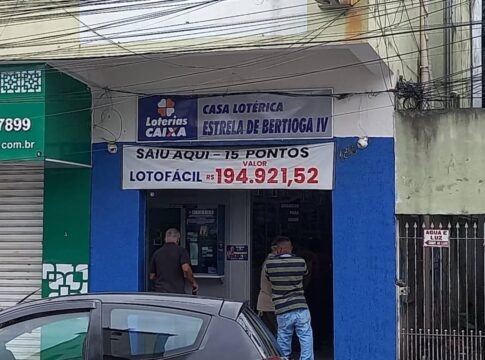 7899
com.br
Loterias
CAIXA
CASA LOTÉRICA
ESTRELA DE BERTIOGA IV
SAIU AQUI - 15 PONTOS
VALOR
LOTOFÁCIL R$ 194.921,52
ÁGUA E
LUZ